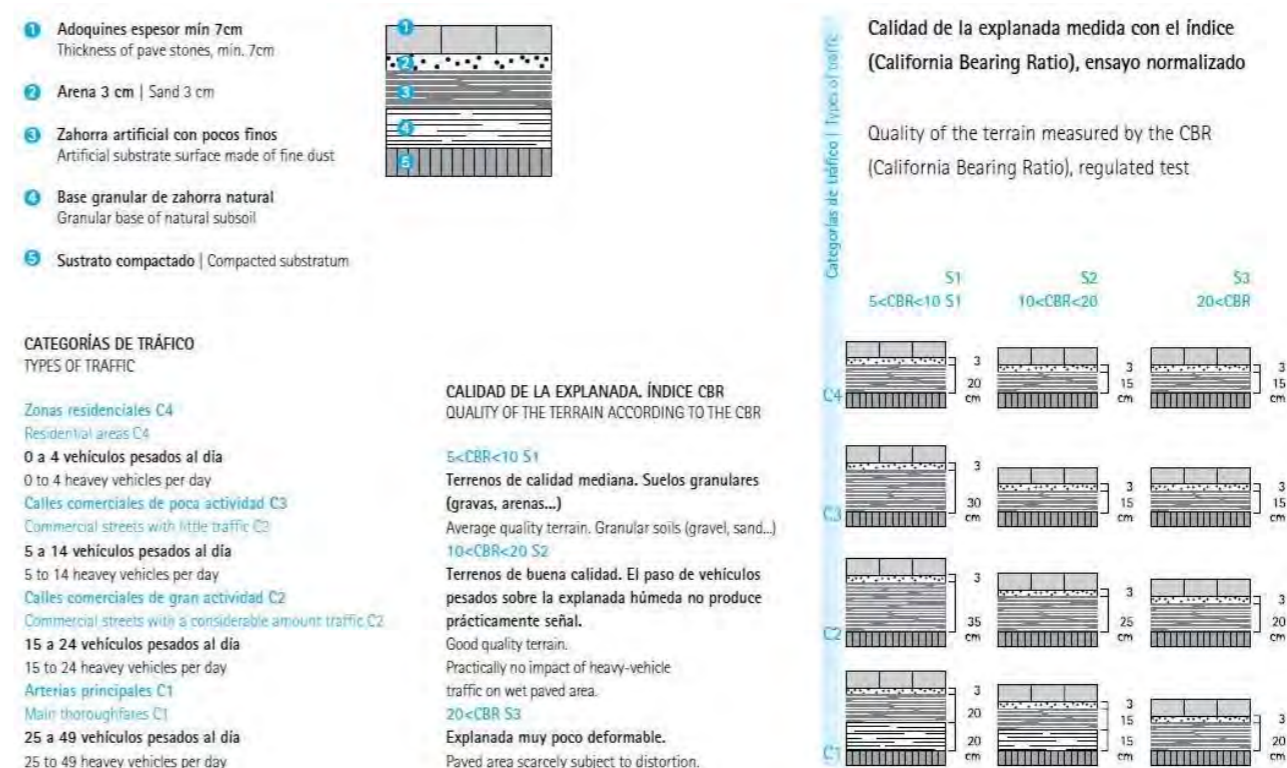 1 Adoquines espesor mín 7cm
Thickness of pave stones, min. 7cm
2 Arena 3 cm | Sand 3 cm
3 Zahorra artificial con pocos finos
Artificial substrate surface made of fine dust
4 Base granular de zahorra natural
Granular base of natural subsoil
5 Sustrato compactado | Compacted substratum
1
2
3
4
5
CATEGORÍAS DE TRÁFICO
TYPES OF TRAFFIC
Zonas residenciales C4
Residential areas C4
0 a 4 vehículos pesados al día
0 to 4 heavey vehicles per day
Calles comerciales de poca actividad C3
Commercial streets with little traffic C3
5 a 14 vehículos pesados al día
5 to 14 heavey vehicles per day
Calles comerciales de gran actividad C2
Commercial streets with a considerable amount traffic C2
15 a 24 vehículos pesados al día
15 to 24 heavey vehicles per day
Arterias principales C1
Main thoroughfares C1
25 a 49 vehículos pesados al día
25 to 49 heavey vehicles per day
CALIDAD DE LA EXPLANADA. ÍNDICE CBR
QUALITY OF THE TERRAIN ACCORDING TO THE CBR
5<CBR<10 S1
Terrenos de calidad mediana. Suelos granulares
(gravas, arenas...)
Average quality terrain. Granular soils (gravel, sand...)
10<CBR<20 S2
Terrenos de buena calidad. El paso de vehículos
pesados sobre la explanada húmeda no produce
prácticamente señal.
Good quality terrain.
Practically no impact of heavy-vehicle
traffic on wet paved area.
20<CBR S3
Explanada muy poco deformable.
Paved area scarcely subject to distortion.
Categorías de tráfico | Types of traffic
Calidad de la explanada medida con el índice
(California Bearing Ratio), ensayo normalizado
Quality of the terrain measured by the CBR
(California Bearing Ratio), regulated test
S1 S2 S3
5<CBR<10 S1 10<CBR<20 20<CBR
3 3 3
20 15 15
C4 cm cm cm
3 3 3
30 15 15
C3 cm cm cm
3 3 3
35 25 20
C2 cm cm cm
3 3
20 15 3
20 15 20
C1 cm cm cm